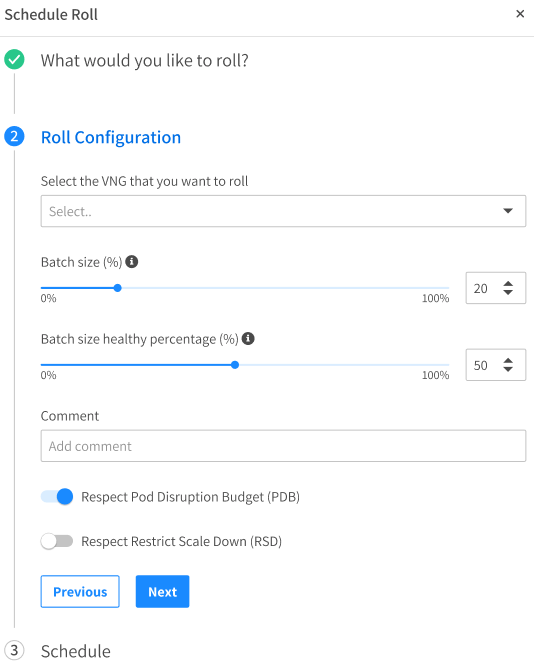 Schedule Roll
What would you like to roll?
2 Roll Configuration
Select the VNG that you want to roll
Select..
Batch size (%)
0% 100% 20
Batch size healthy percentage (%)
0% 100% 50
Comment
Add comment
Respect Pod Disruption Budget (PDB)
Respect Restrict Scale Down (RSD)
Previous Next
3 Schedule